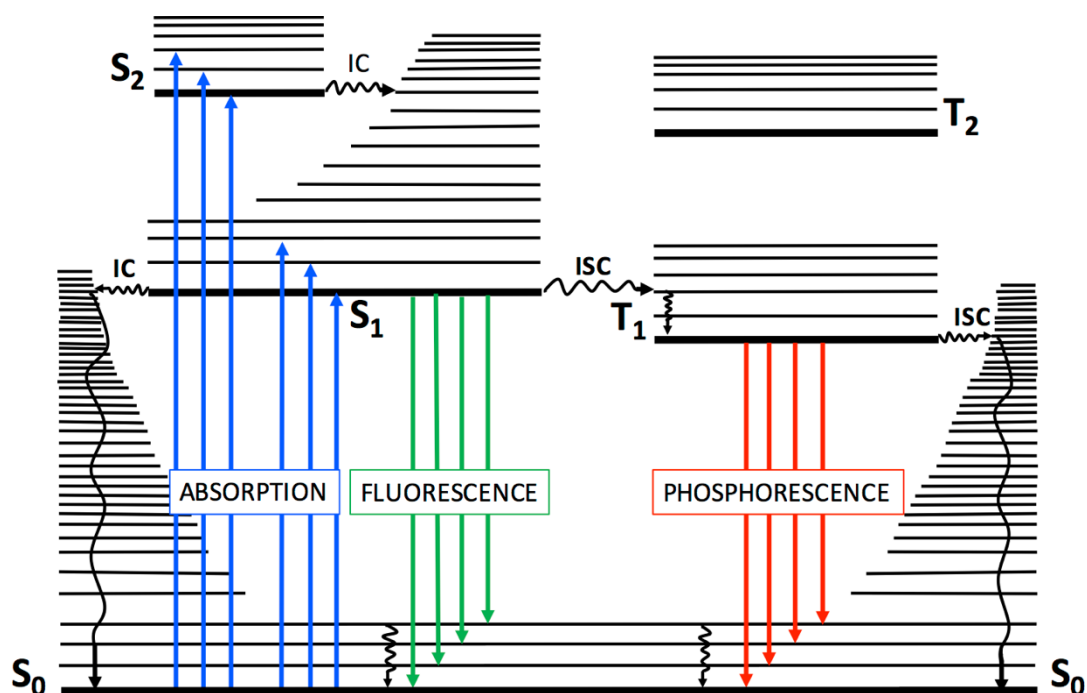 S₂
IC
T₂
IC
S₁
ISC
T₁
ISC
ABSORPTION
FLUORESCENCE
PHOSPHORESCENCE
S₀
S₀